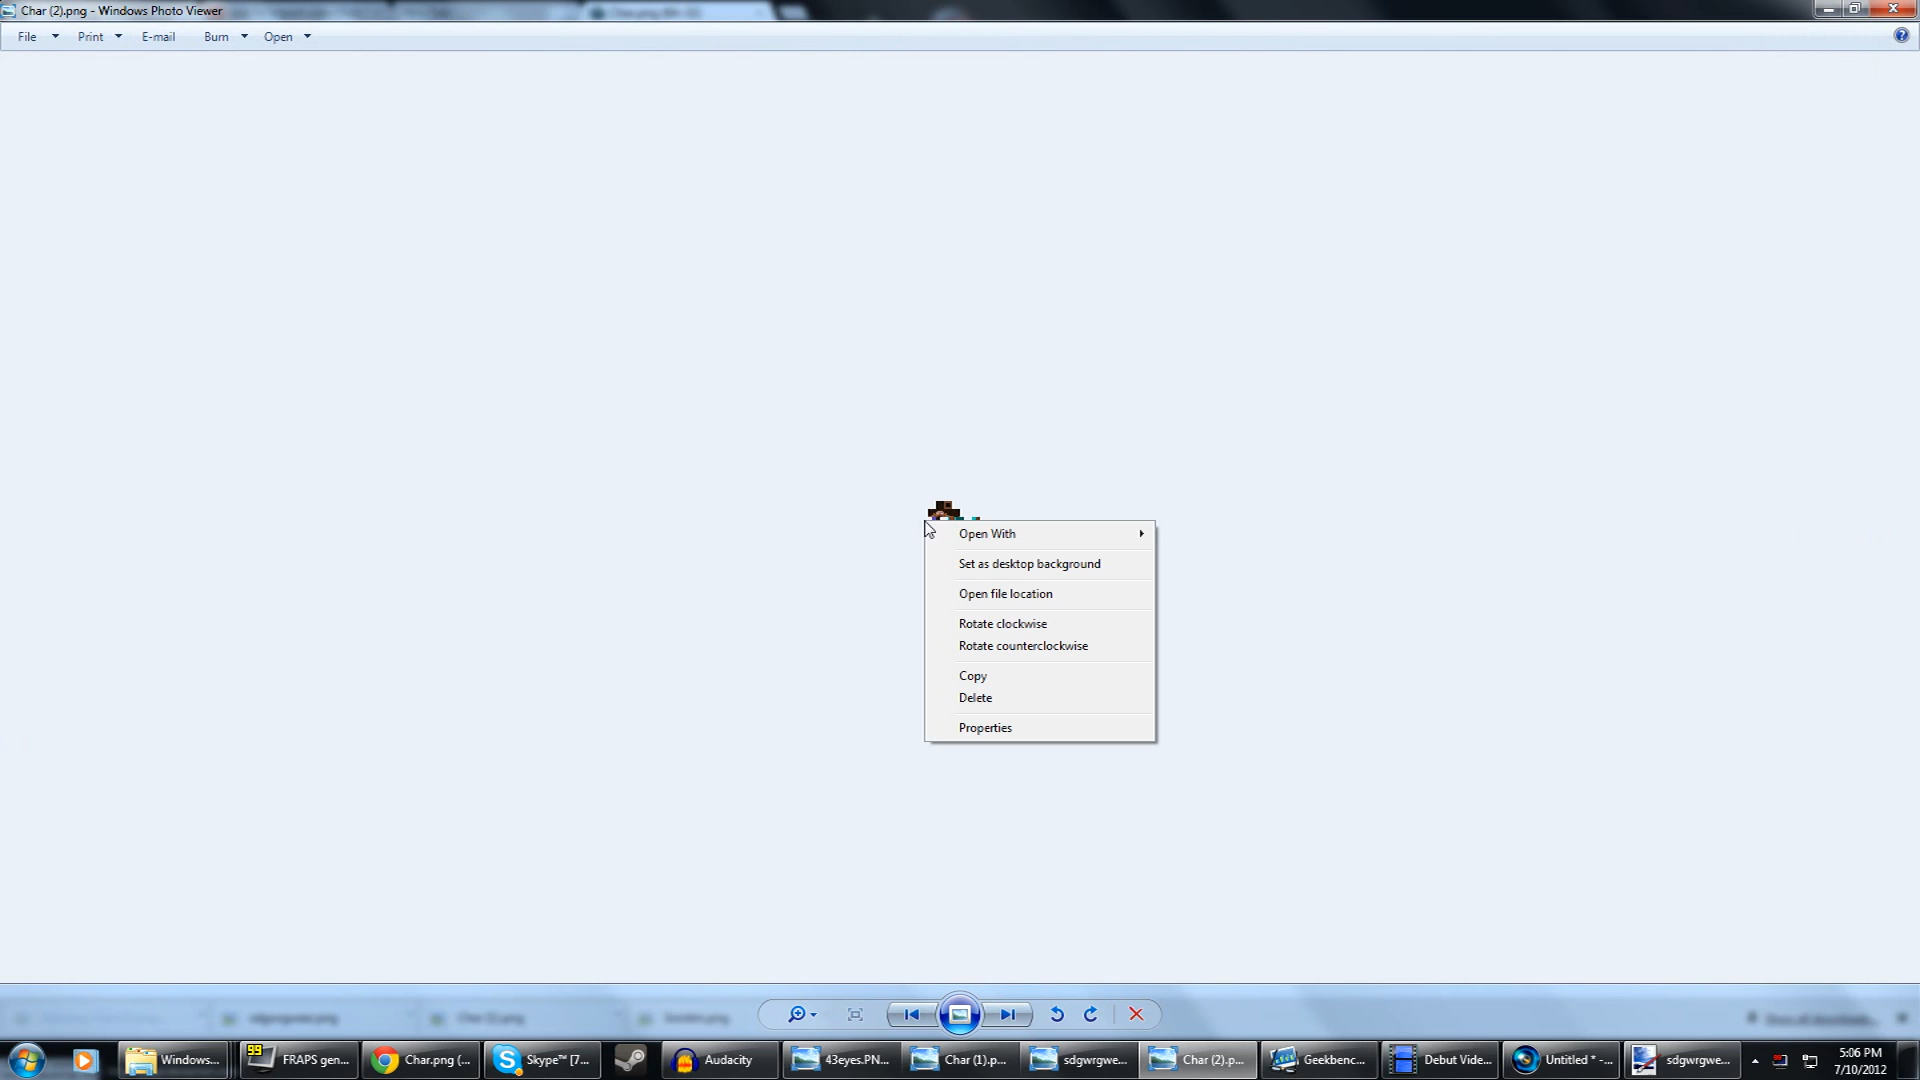 Char (2).png - Windows Photo Viewer
File Print E-mail Burn Open
Open With
Set as desktop background
Open file location
Rotate clockwise
Rotate counterclockwise
Copy
Delete
Properties
Windows... 99 FRAPS gen... Char.png (... Skype™ [7... Audacity 43eyes.PN... Char (1).p... sdgwrgwe... Char (2).p... Geekbenc... Debut Vide... Untitled * -... sdgwrgwe... 5:06 PM
7/10/2012